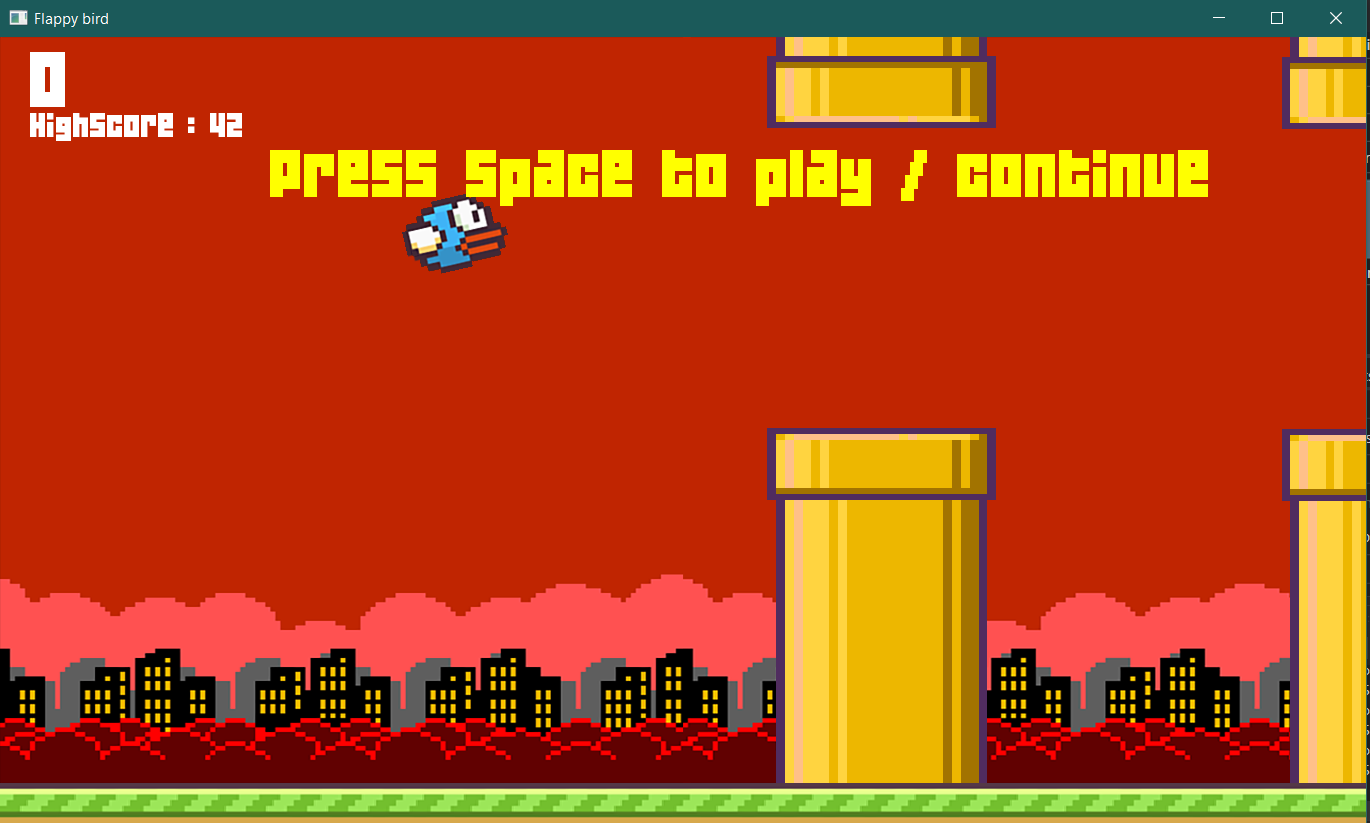 Flappy bird
0
HighScore : 42
Press Space to play / continue